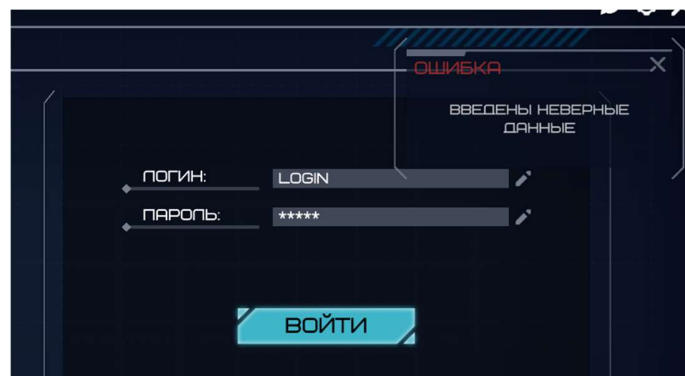 ОШИБКА
ВВЕДЕНЫ НЕВЕРНЫЕ
ДАННЫЕ
ЛОГИН:
LOGIN
ПАРОЛЬ:
*****
ВОЙТИ